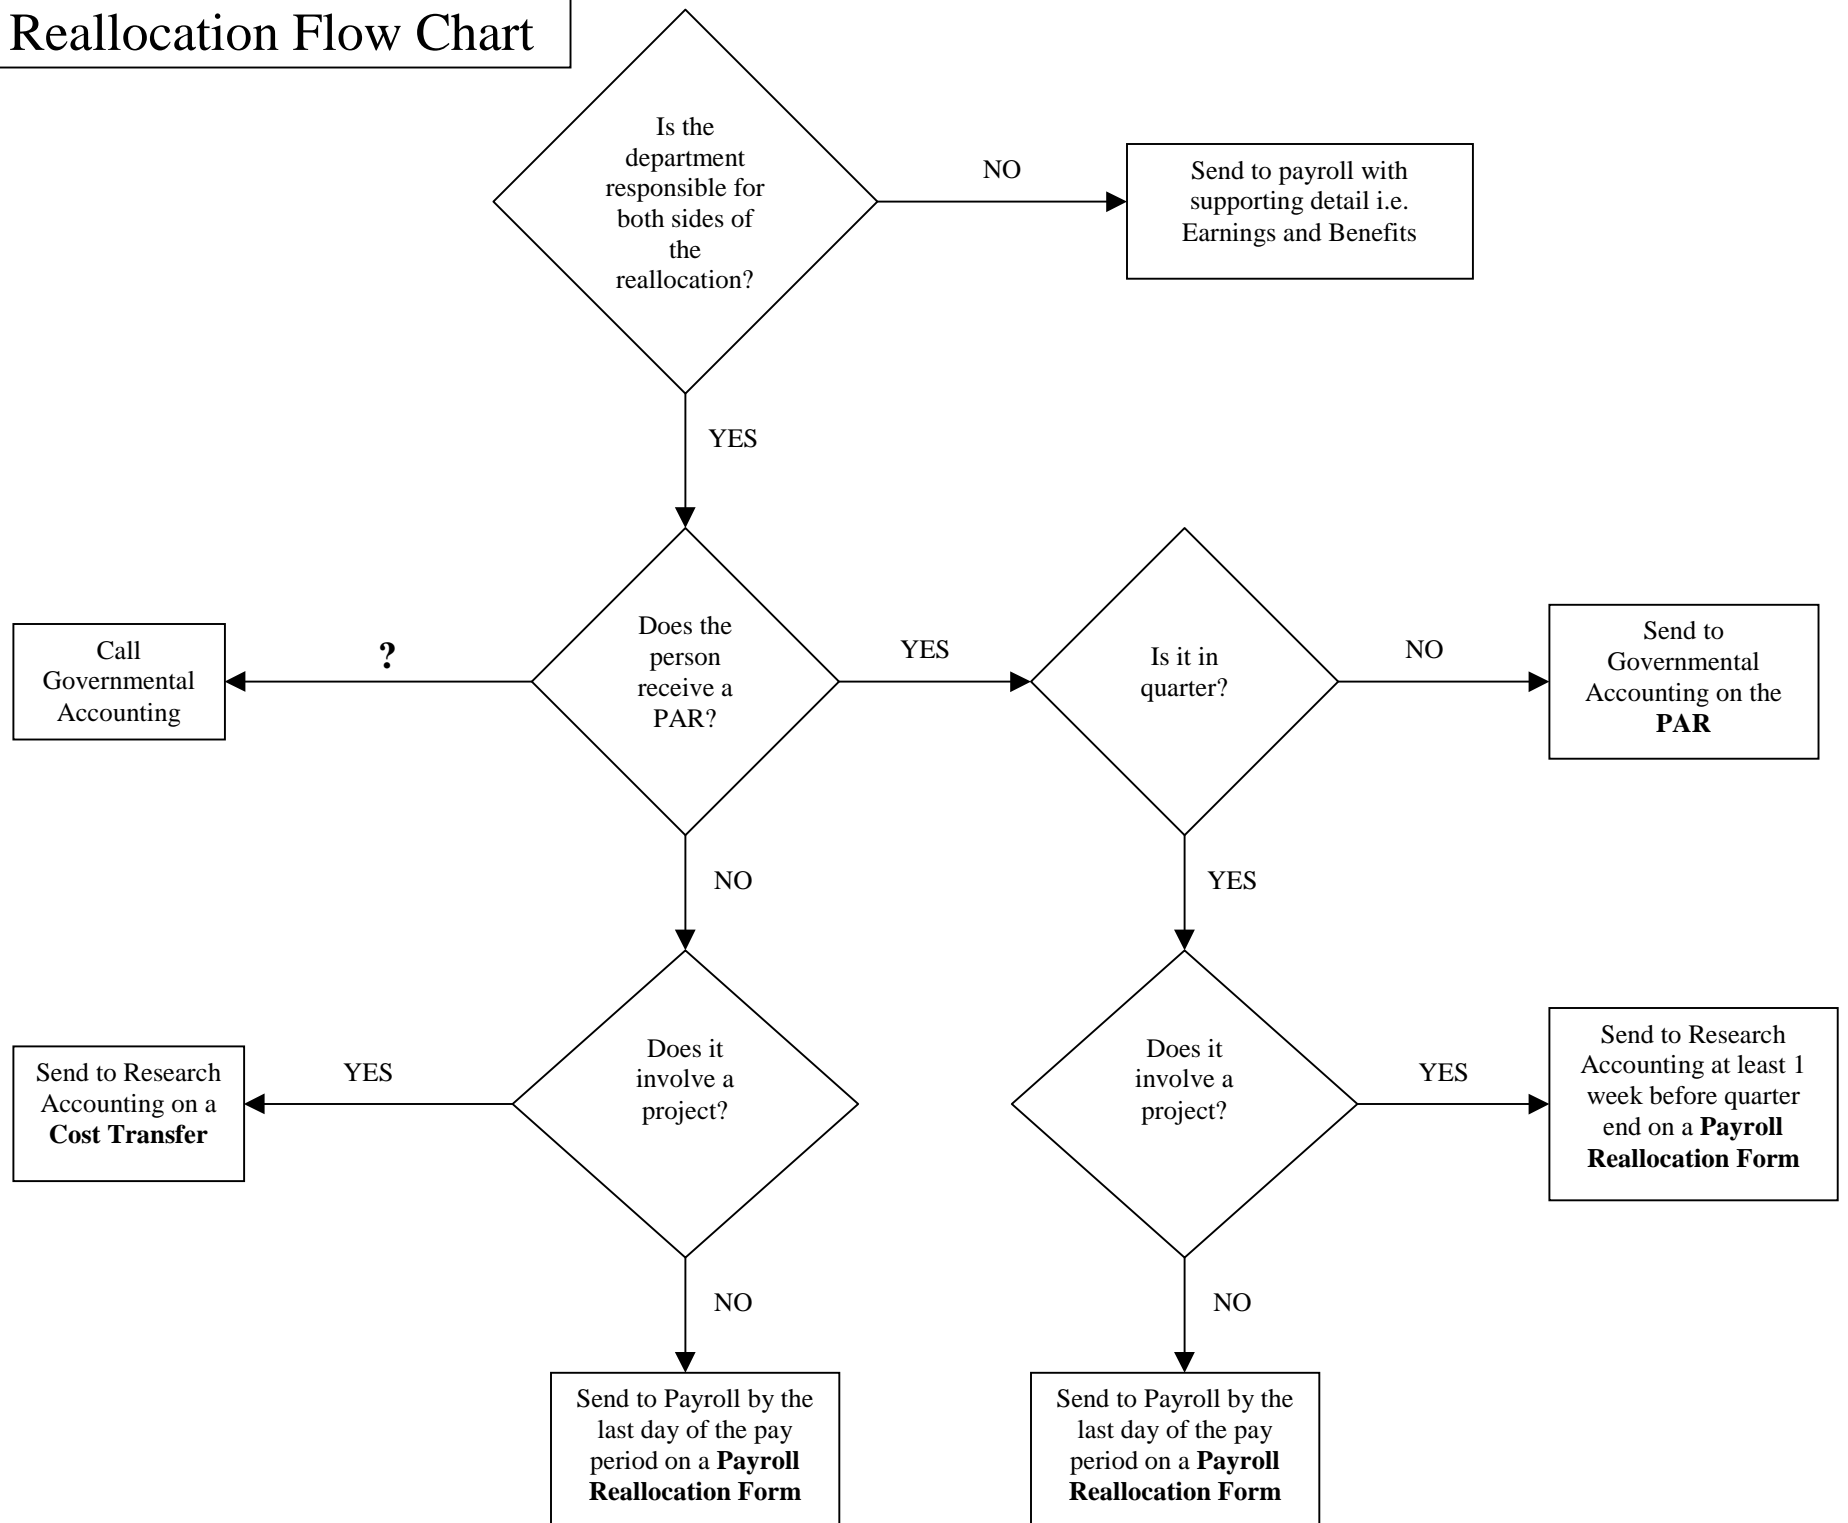 Reallocation Flow Chart
Is the
department
responsible for
both sides of
the
reallocation?
NO
Send to payroll with
supporting detail i.e.
Earnings and Benefits
YES
Call
Governmental
Accounting
?
Does the
person
receive a
PAR?
YES
Is it in
quarter?
NO
Send to
Governmental
Accounting on the
PAR
NO
YES
Send to Research
Accounting on a
Cost Transfer
YES
Does it
involve a
project?
Does it
involve a
project?
YES
Send to Research
Accounting at least 1
week before quarter
end on a Payroll
Reallocation Form
NO
NO
Send to Payroll by the
last day of the pay
period on a Payroll
Reallocation Form
Send to Payroll by the
last day of the pay
period on a Payroll
Reallocation Form